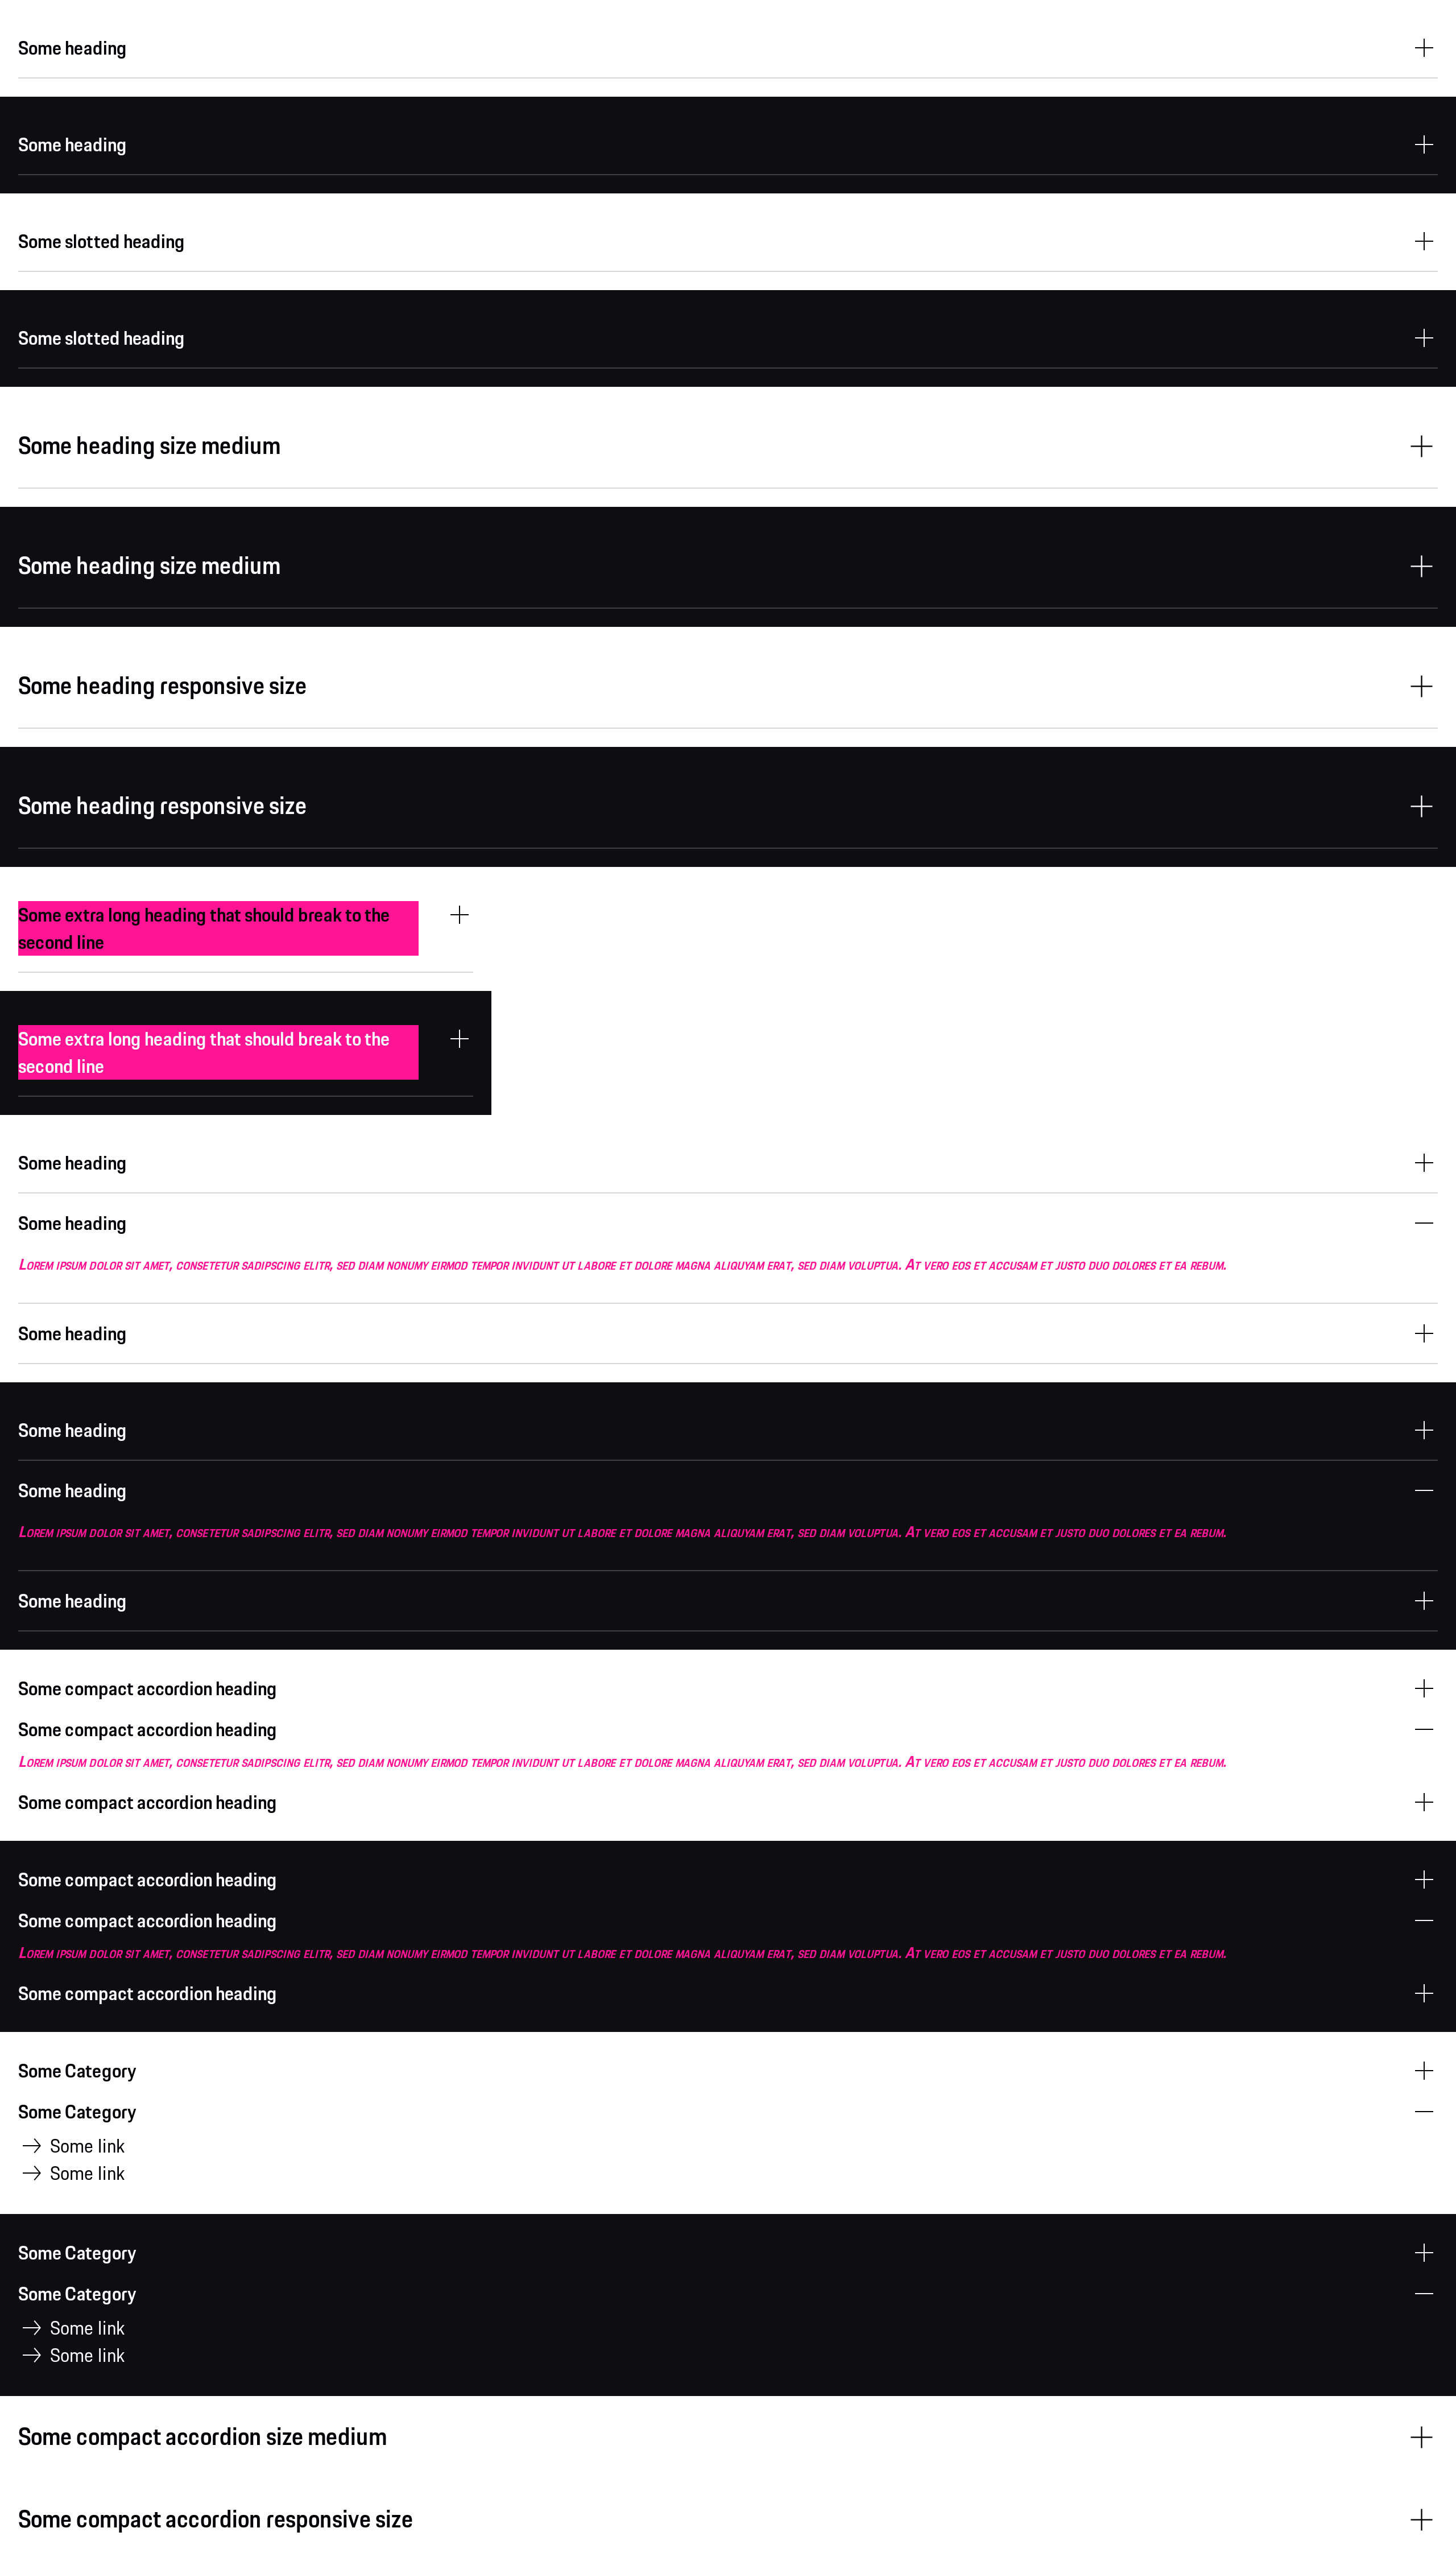 Some heading
Some heading
Some slotted heading
Some slotted heading
Some heading size medium
Some heading size medium
Some heading responsive size
Some heading responsive size
Some extra long heading that should break to the
second line
Some extra long heading that should break to the
second line
Some heading
Some heading
Lorem ipsum dolor sit amet, consetetur sadipscing elitr, sed diam nonumy eirmod tempor invidunt ut labore et dolore magna aliquyam erat, sed diam voluptua. At vero eos et accusam et justo duo dolores et ea rebum.
Some heading
Some heading
Some heading
Lorem ipsum dolor sit amet, consetetur sadipscing elitr, sed diam nonumy eirmod tempor invidunt ut labore et dolore magna aliquyam erat, sed diam voluptua. At vero eos et accusam et justo duo dolores et ea rebum.
Some heading
Some compact accordion heading
Some compact accordion heading
Lorem ipsum dolor sit amet, consetetur sadipscing elitr, sed diam nonumy eirmod tempor invidunt ut labore et dolore magna aliquyam erat, sed diam voluptua. At vero eos et accusam et justo duo dolores et ea rebum.
Some compact accordion heading
Some compact accordion heading
Some compact accordion heading
Lorem ipsum dolor sit amet, consetetur sadipscing elitr, sed diam nonumy eirmod tempor invidunt ut labore et dolore magna aliquyam erat, sed diam voluptua. At vero eos et accusam et justo duo dolores et ea rebum.
Some compact accordion heading
Some Category
Some Category
Some link
Some link
Some Category
Some Category
Some link
Some link
Some compact accordion size medium
Some compact accordion responsive size